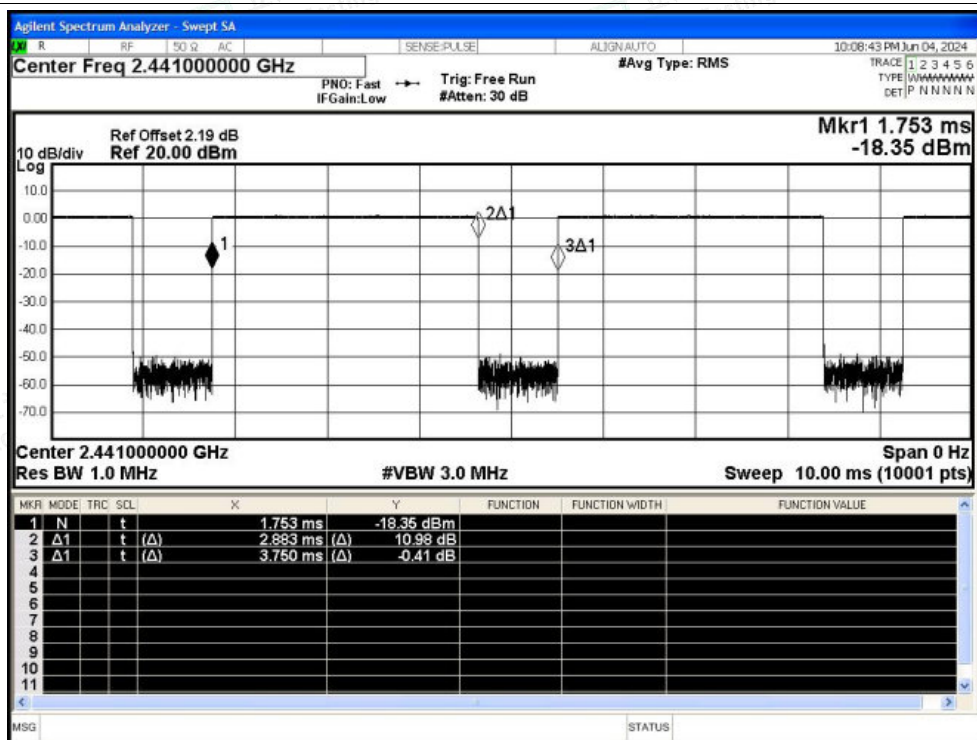 Agilent Spectrum Analyzer - Swept SA
LXI R RF 50 Ω AC SENSE:PULSE ALIGNAUTO 10:08:43 PM Jun 04, 2024
Center Freq 2.441000000 GHz #Avg Type: RMS TRACE 1 2 3 4 5 6
PNO: Fast Trig: Free Run TYPE WWWWWW
IFGain:Low #Atten: 30 dB DET P N N N N N
Mkr1 1.753 ms
Ref Offset 2.19 dB
10 dB/div Ref 20.00 dBm -18.35 dBm
Log
10.0
0.00 2Δ1
-10.0 1 3Δ1
-20.0
-30.0
-40.0
-50.0
-60.0
-70.0
Center 2.441000000 GHz Span 0 Hz
Res BW 1.0 MHz #VBW 3.0 MHz Sweep 10.00 ms (10001 pts)
MKR MODE TRC SCL X Y FUNCTION FUNCTION WIDTH FUNCTION VALUE
1 N t 1.753 ms -18.35 dBm
2 Δ1 t (Δ) 2.883 ms (Δ) 10.98 dB
3 Δ1 t (Δ) 3.750 ms (Δ) -0.41 dB
4
5
6
7
8
9
10
11
MSG STATUS